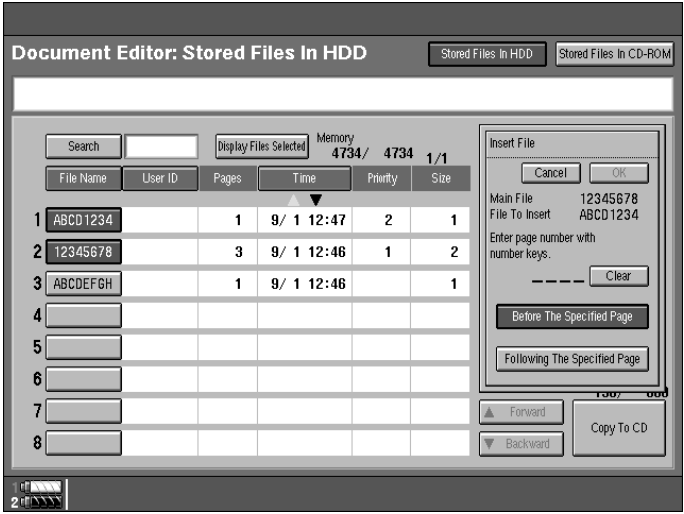 Document Editor: Stored Files In HDD
Stored Files In HDD
Stored Files In CD-ROM
Search
Display Files Selected
Memory
4734/ 4734
1/1
File Name User ID Pages Time Priority Size
1 ABCD1234 1 9/ 1 12:47 2 1
2 12345678 3 9/ 1 12:46 1 2
3 ABCDEFGH 1 9/ 1 12:46 1
4
5
6
7
8
Insert File
Cancel OK
Main File 12345678
File To Insert ABCD1234
Enter page number with
number keys.
_ _ _ _ Clear
Before The Specified Page
Following The Specified Page
Forward
Backward
Copy To CD
1
2